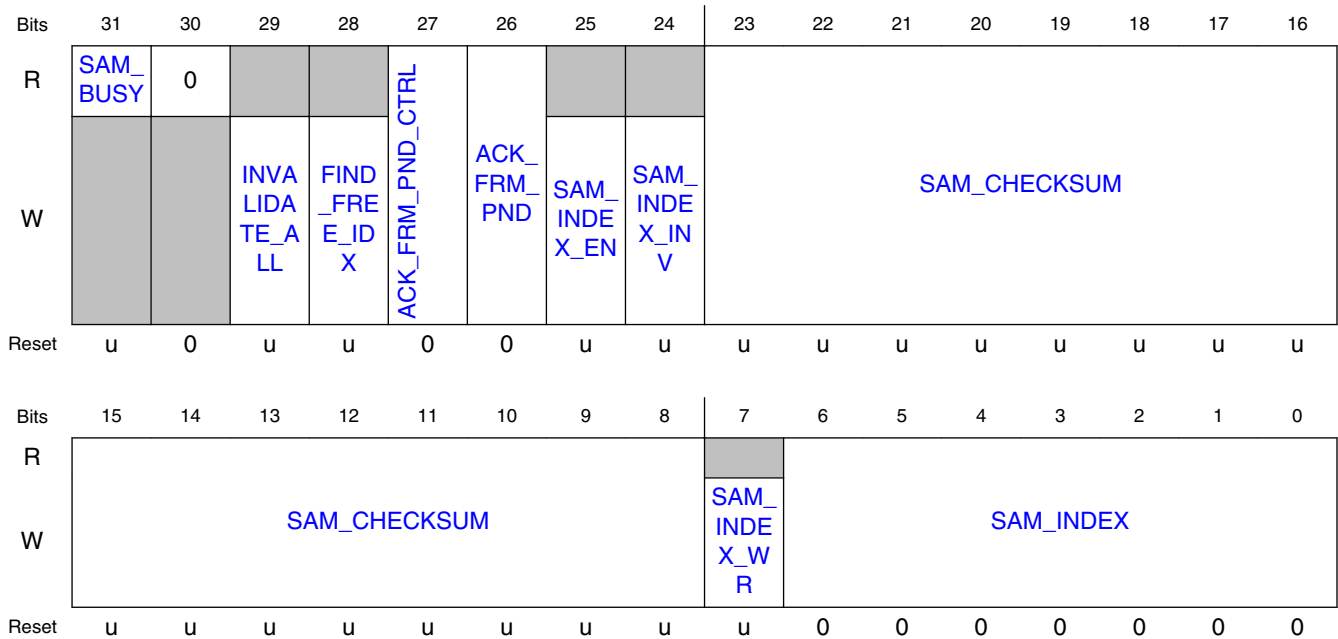 Bits 31 30 29 28 27 26 25 24 23 22 21 20 19 18 17 16
R SAM_ 0
BUSY
W INVA
LIDA
TE_A
LL
FIND
_FRE
E_ID
X
ACK_FRM_PND_CTRL
ACK_
FRM_
PND
SAM_
INDE
X_EN
SAM_
INDE
X_IN
V
SAM_CHECKSUM
Reset u 0 u u 0 0 u u u u u u u u u u
Bits 15 14 13 12 11 10 9 8 7 6 5 4 3 2 1 0
R
W SAM_CHECKSUM
SAM_
INDE
X_W
R
SAM_INDEX
Reset u u u u u u u u u 0 0 0 0 0 0 0